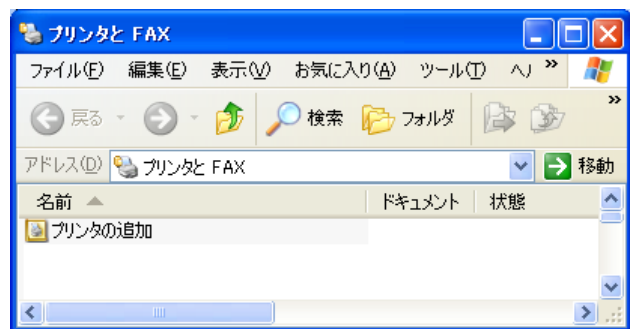 プリンタと FAX
ファイル(F) 編集(E) 表示(V) お気に入り(A) ツール(T) ヘ »
戻る 検索 フォルダ »
アドレス(D) プリンタと FAX 移動
名前 ドキュメント 状態
プリンタの追加